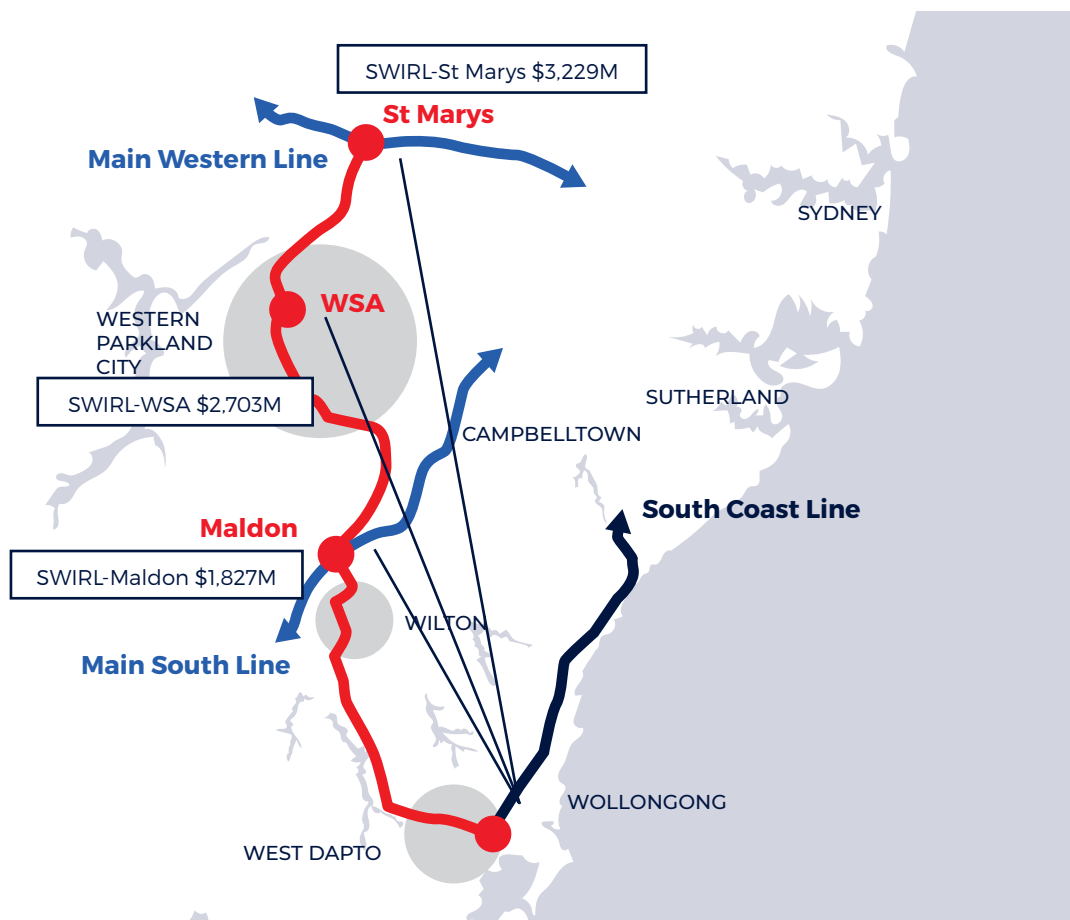 SWIRL-St Marys $3,229M
St Marys
Main Western Line
SYDNEY
WSA
WESTERN
PARKLAND
CITY
SWIRL-WSA $2,703M
SUTHERLAND
CAMPBELLTOWN
South Coast Line
Maldon
SWIRL-Maldon $1,827M
WILTON
Main South Line
WOLLONGONG
WEST DAPTO